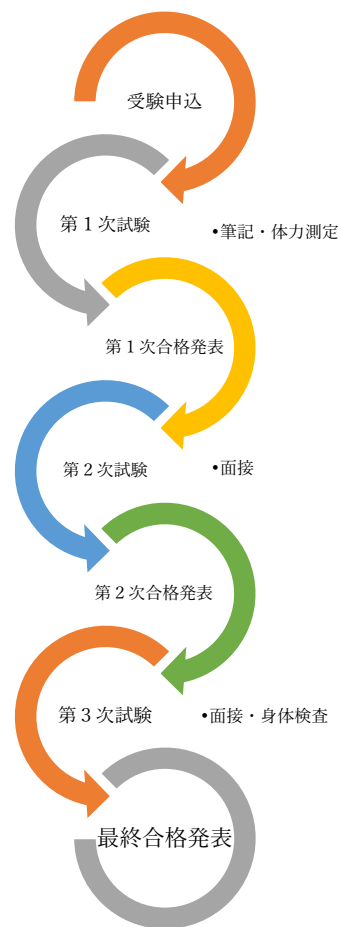 受験申込
第１次試験
•筆記・体力測定
第１次合格発表
第２次試験
•面接
第２次合格発表
第３次試験
•面接・身体検査
最終合格発表